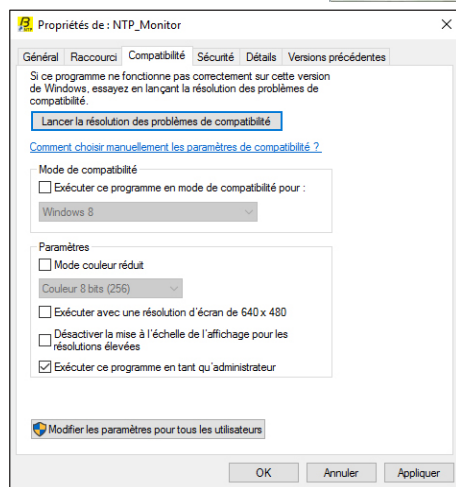 Propriétés de : NTP_Monitor
Général Raccourci Compatibilité Sécurité Détails Versions précédentes
Si ce programme ne fonctionne pas correctement sur cette version
de Windows, essayez en lançant la résolution des problèmes de
compatibilité.
Lancer la résolution des problèmes de compatibilité
Comment choisir manuellement les paramètres de compatibilité ?
Mode de compatibilité
Exécuter ce programme en mode de compatibilité pour :
Windows 8
Paramètres
Mode couleur réduit
Couleur 8 bits (256)
Exécuter avec une résolution d'écran de 640 x 480
Désactiver la mise à l'échelle de l'affichage pour les
résolutions élevées
Exécuter ce programme en tant qu'administrateur
Modifier les paramètres pour tous les utilisateurs
OK Annuler Appliquer